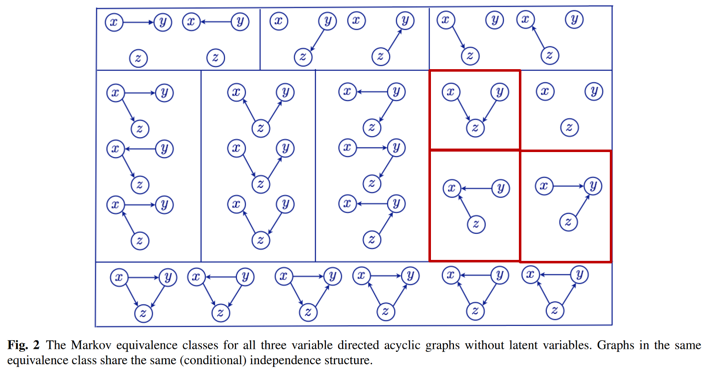 x y x y x y x y x y x y
z z z z z z
x y x y x y x y x y
z z z z z
x y x y x y
z z z x y x y
x y x y x y z z
z z z
x y x y x y x y x y x y
z z z z z z
Fig. 2 The Markov equivalence classes for all three variable directed acyclic graphs without latent variables. Graphs in the same
equivalence class share the same (conditional) independence structure.